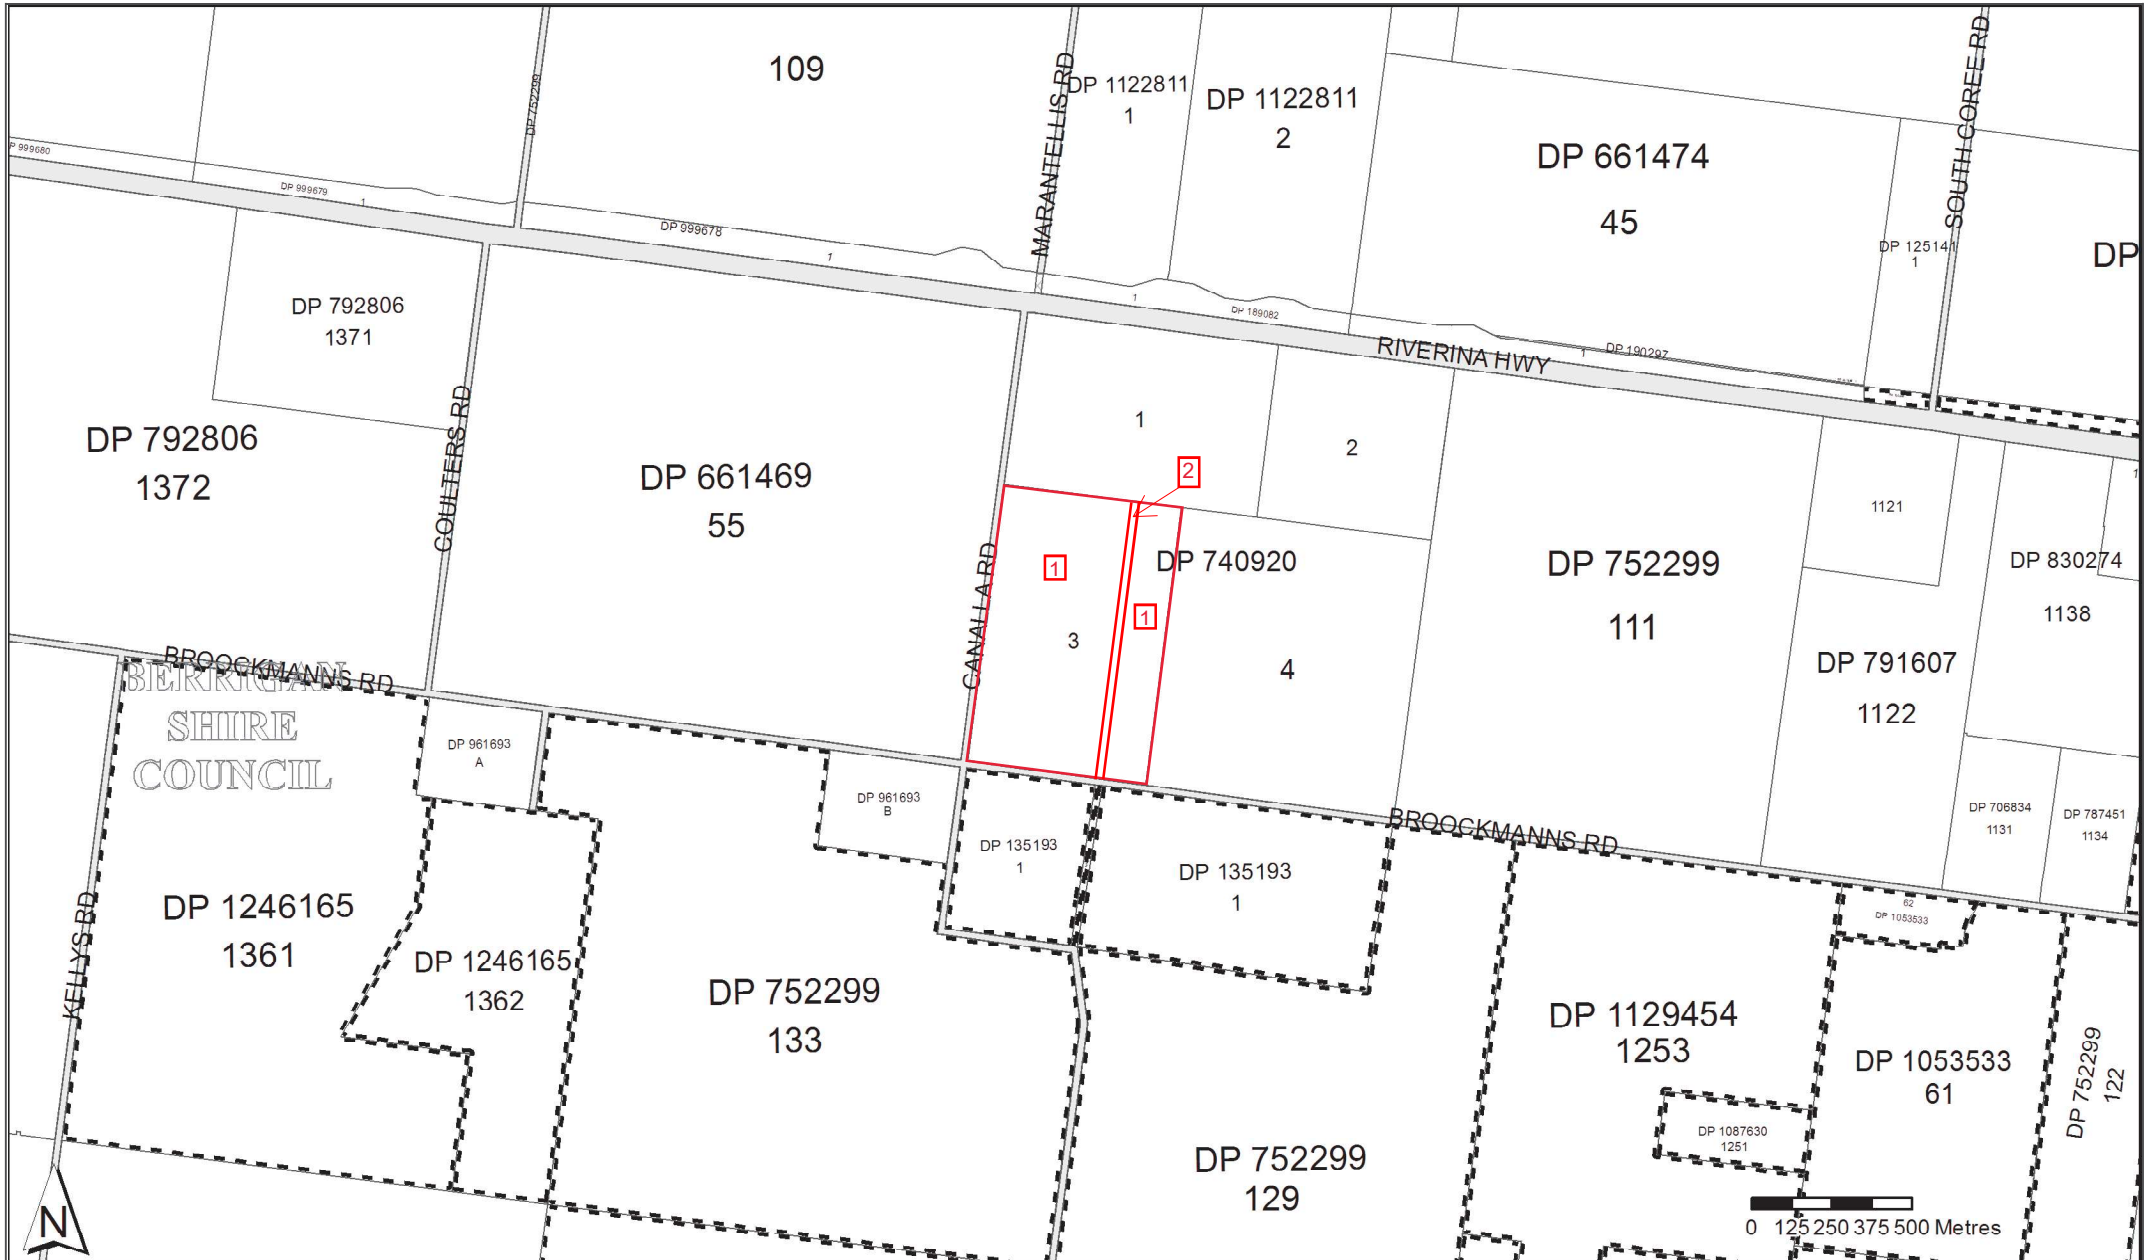 109
DP 752299
MARANTELLIS RD
DP 1122811
1
DP 1122811
2
DP 661474
45
SOUTH COREE RD
P 999680
DP 999679
1
DP 999678
1
DP 125141
1
DP
1
DP 189082
1
DP 190297
RIVERINA HWY
DP 792806
1371
COULTERS RD
DP 792806
1372
DP 661469
55
1
2
2
1
DP 740920
1
3
4
CANALLA RD
DP 752299
111
1121
1
DP 830274
1138
DP 791607
1122
BROOCKMANNS RD
BERRIGAN
SHIRE
COUNCIL
DP 961693
A
DP 961693
B
DP 135193
1
DP 135193
1
BROOCKMANNS RD
DP 706834
1131
DP 787451
1134
62
DP 1053533
KELLYS RD
DP 1246165
1361
DP 1246165
1362
DP 752299
133
DP 1129454
1253
DP 1053533
61
DP 752299
122
DP 1087630
1251
DP 752299
129
N
0 125 250 375 500 Metres